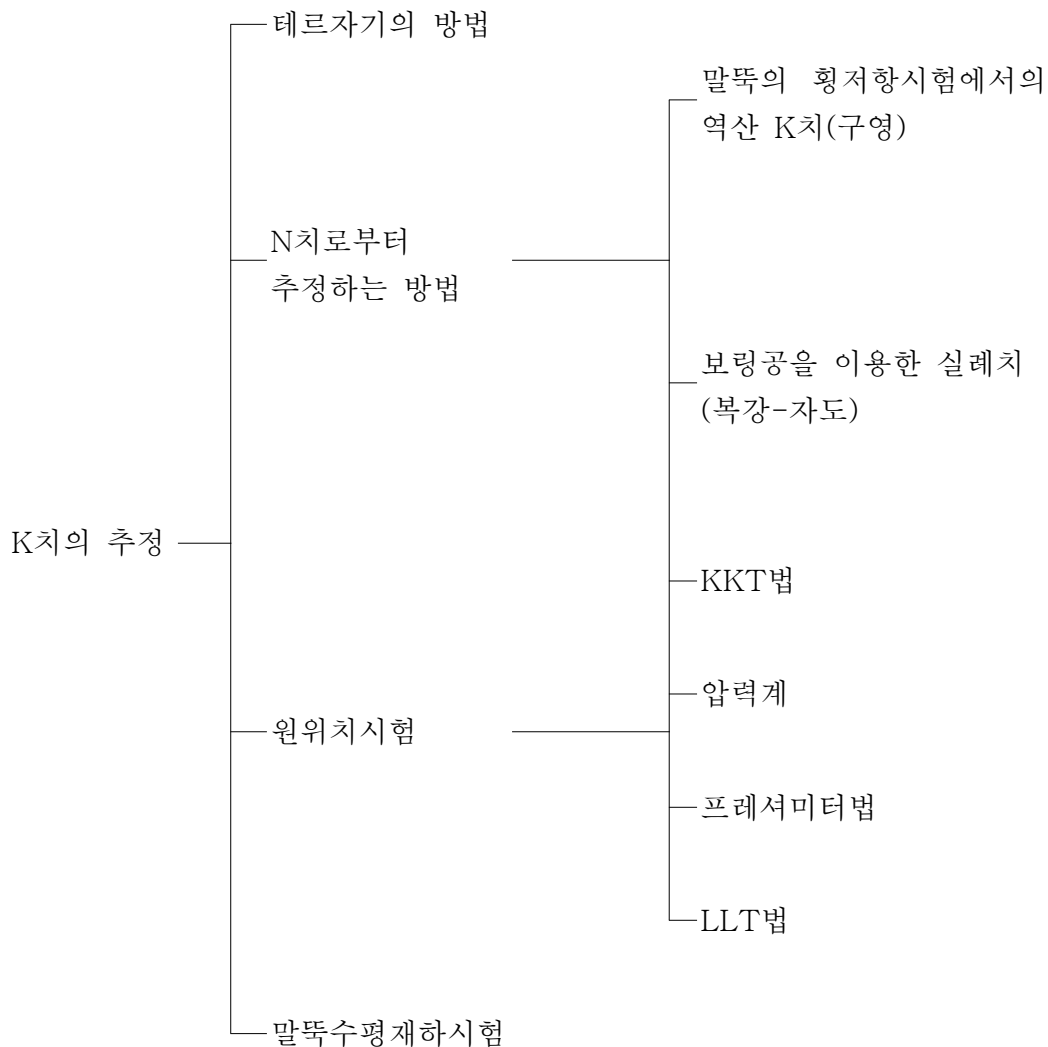 테르자기의 방법
말뚝의 횡저항시험에서의
역산 K치(구영)
N치로부터
추정하는 방법
보링공을 이용한 실례치
(복강-자도)
K치의 추정
KKT법
압력계
원위치시험
프레셔미터법
LLT법
말뚝수평재하시험